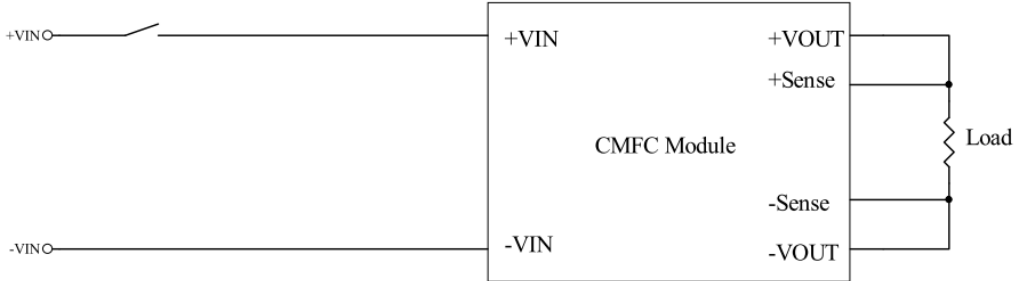 +VIN
+VIN
+VOUT
+Sense
CMFC Module
Load
-Sense
-VIN
-VIN
-VOUT